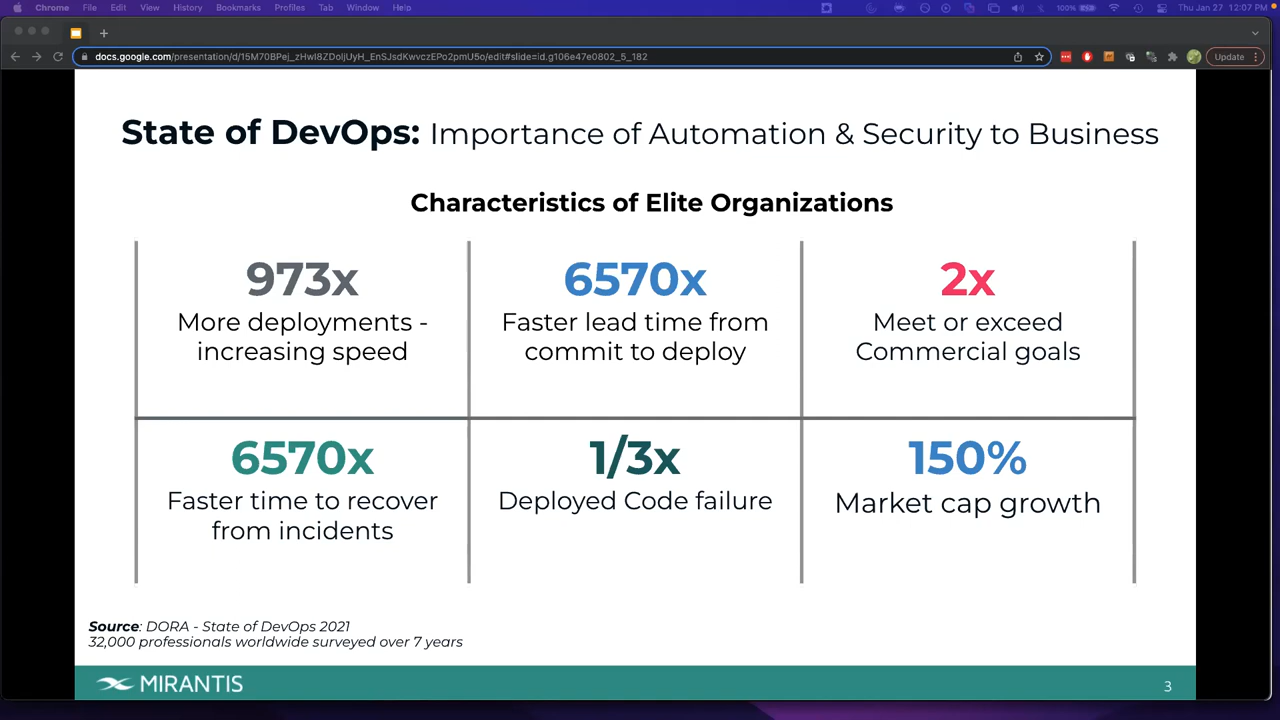 Chrome File Edit View History Bookmarks Profiles Tab Window Help 100% Thu Jan 27 12:07 PM
docs.google.com/presentation/d/15M70BPej_zHwI8ZDoIjUyH_EnSJsdKwvczEPo2pmU5o/edit#slide=id.g106e47e0802_5_182 Update
State of DevOps: Importance of Automation & Security to Business
Characteristics of Elite Organizations
973x
More deployments -
increasing speed
6570x
Faster lead time from
commit to deploy
2x
Meet or exceed
Commercial goals
6570x
Faster time to recover
from incidents
1/3x
Deployed Code failure
150%
Market cap growth
Source: DORA - State of DevOps 2021
32,000 professionals worldwide surveyed over 7 years
MIRANTIS
3